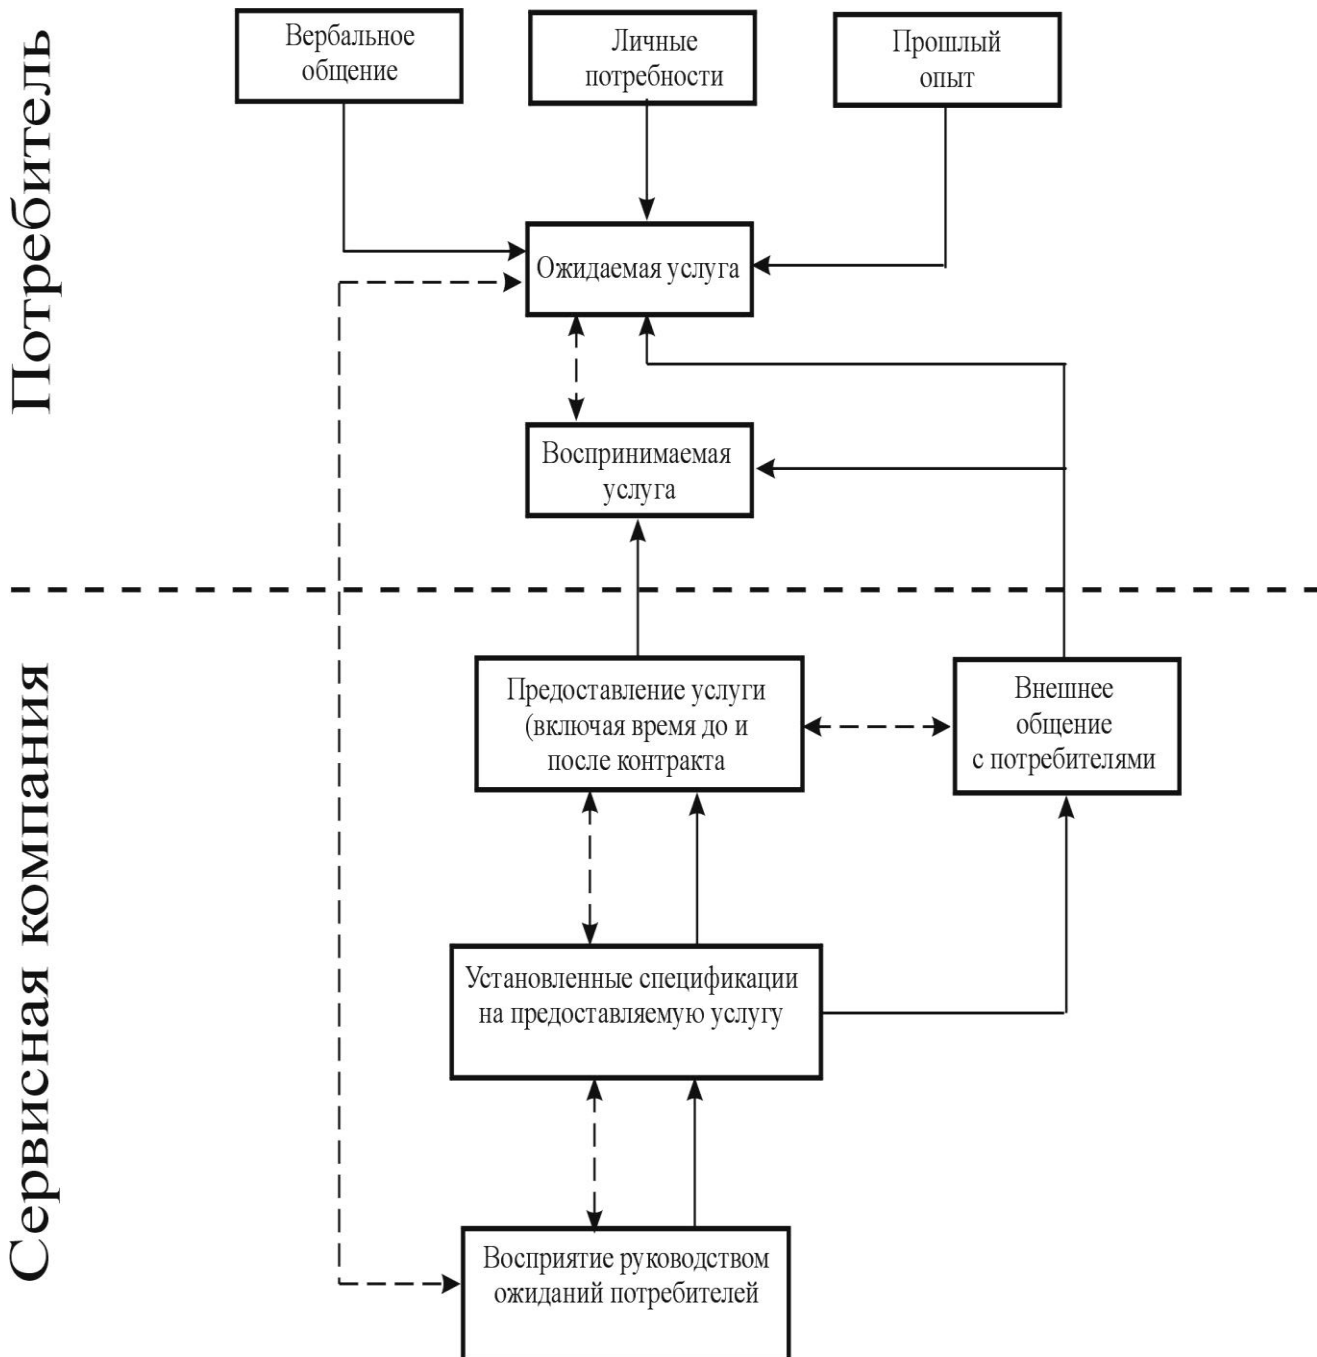 Потребитель
Вербальное
общение
Личные
потребности
Прошлый
опыт
Ожидаемая услуга
Воспринимаемая
услуга
Сервисная компания
Предоставление услуги
(включая время до и
после контракта
Внешнее
общение
с потребителями
Установленные спецификации
на предоставляемую услугу
Восприятие руководством
ожиданий потребителей